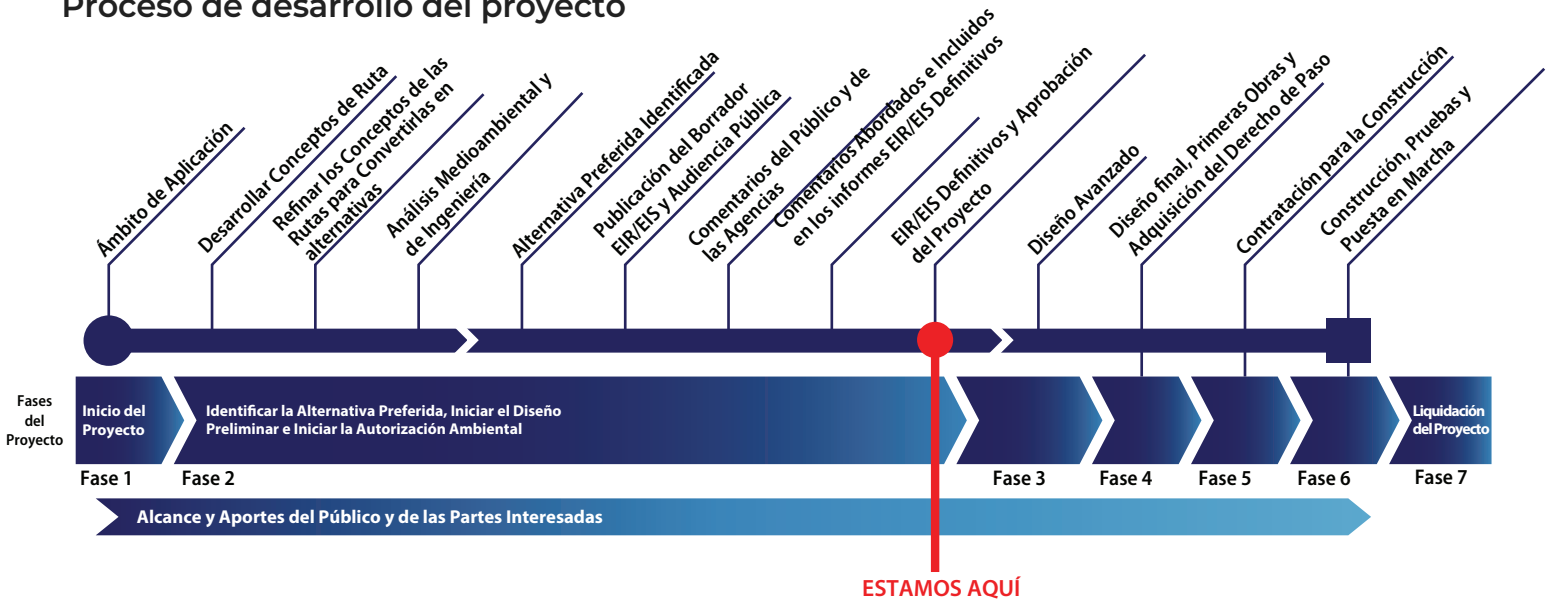 Proceso de desarrollo del proyecto
Ámbito de Aplicación
Desarrollar Conceptos de Ruta
Refinar los Conceptos de las
Rutas para Convertirlas en
alternativas
Análisis Medioambiental y
de Ingeniería
Alternativa Preferida Identificada
Publicación del Borrador
EIR/EIS y Audiencia Pública
Comentarios del Público y de
las Agencias
Comentarios Abordados e Incluidos
en los informes EIR/EIS Definitivos
EIR/EIS Definitivos y Aprobación
del Proyecto
Diseño Avanzado
Diseño final, Primeras Obras y
Adquisición del Derecho de Paso
Contratación para la Construcción
Construcción, Pruebas y
Puesta en Marcha
Fases
del
Proyecto
Inicio del
Proyecto
Identificar la Alternativa Preferida, Iniciar el Diseño
Preliminar e Iniciar la Autorización Ambiental
Liquidación
del Proyecto
Fase 1
Fase 2
Fase 3
Fase 4
Fase 5
Fase 6
Fase 7
Alcance y Aportes del Público y de las Partes Interesadas
ESTAMOS AQUÍ